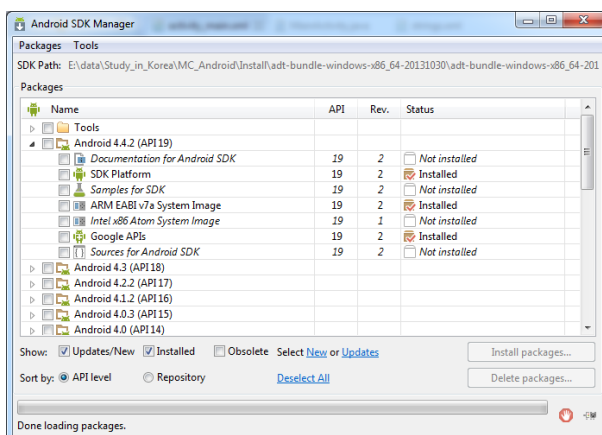 Android SDK Manager
Packages Tools
SDK Path: E:\data\Study_in_Korea\MC_Android\Install\adt-bundle-windows-x86_64-20131030\adt-bundle-windows-x86_64-201
Packages
Name API Rev. Status
Tools
Android 4.4.2 (API 19)
Documentation for Android SDK 19 2 Not installed
SDK Platform 19 2 Installed
Samples for SDK 19 2 Not installed
ARM EABI v7a System Image 19 2 Installed
Intel x86 Atom System Image 19 1 Not installed
Google APIs 19 2 Installed
Sources for Android SDK 19 2 Not installed
Android 4.3 (API 18)
Android 4.2.2 (API 17)
Android 4.1.2 (API 16)
Android 4.0.3 (API 15)
Android 4.0 (API 14)
Show: Updates/New Installed Obsolete Select New or Updates Install packages...
Sort by: API level Repository Deselect All Delete packages...
Done loading packages.